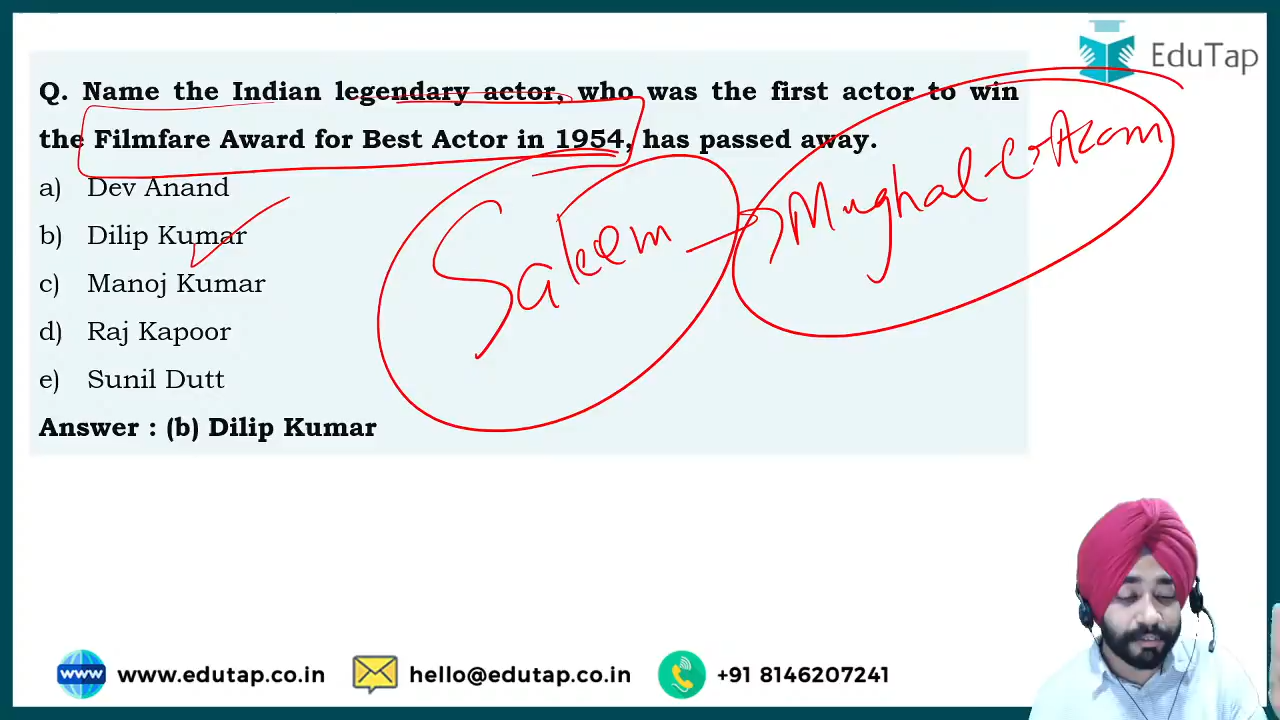 EduTap
Q. Name the Indian legendary actor, who was the first actor to win
the Filmfare Award for Best Actor in 1954, has passed away.
a) Dev Anand
b) Dilip Kumar
c) Manoj Kumar
d) Raj Kapoor
e) Sunil Dutt
Answer : (b) Dilip Kumar
Saleem → Mughal-e-Azam
www www.edutap.co.in hello@edutap.co.in +91 8146207241